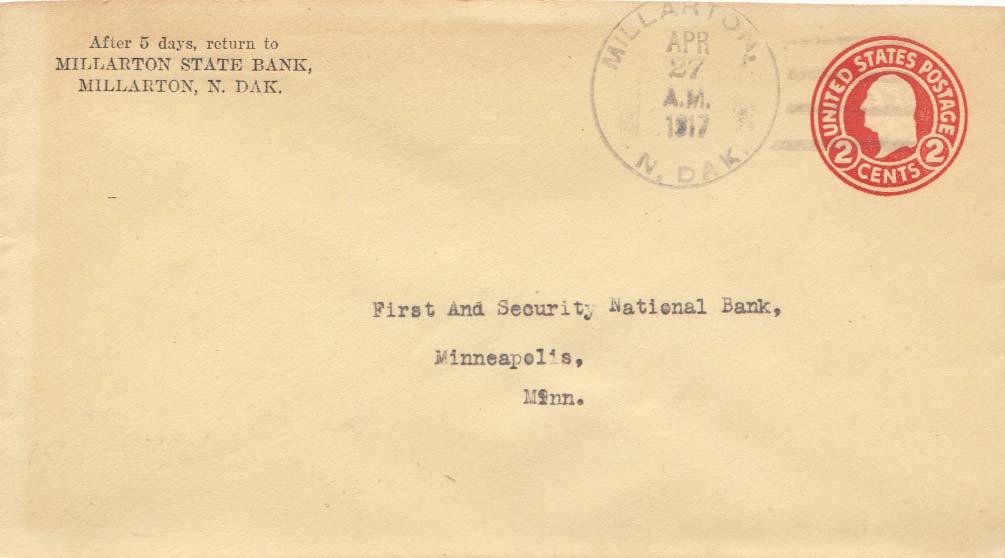 After 5 days, return to
MILLARTON STATE BANK,
MILLARTON, N. DAK.
MILLARTON,
APR
27
A.M.
1917
N. DAK.
UNITED STATES POSTAGE
2 CENTS 2
First And Security National Bank,
Minneapolis,
Minn.